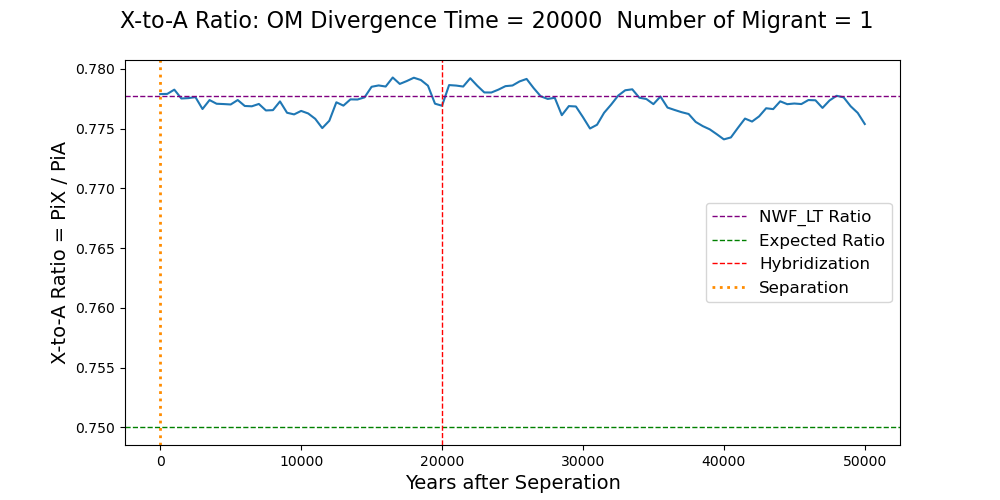 X-to-A Ratio: OM Divergence Time = 20000  Number of Migrant = 1
X-to-A Ratio = PiX / PiA
0.780
0.775
0.770
0.765
0.760
0.755
0.750
NWF_LT Ratio
Expected Ratio
Hybridization
Separation
0 10000 20000 30000 40000 50000
Years after Seperation